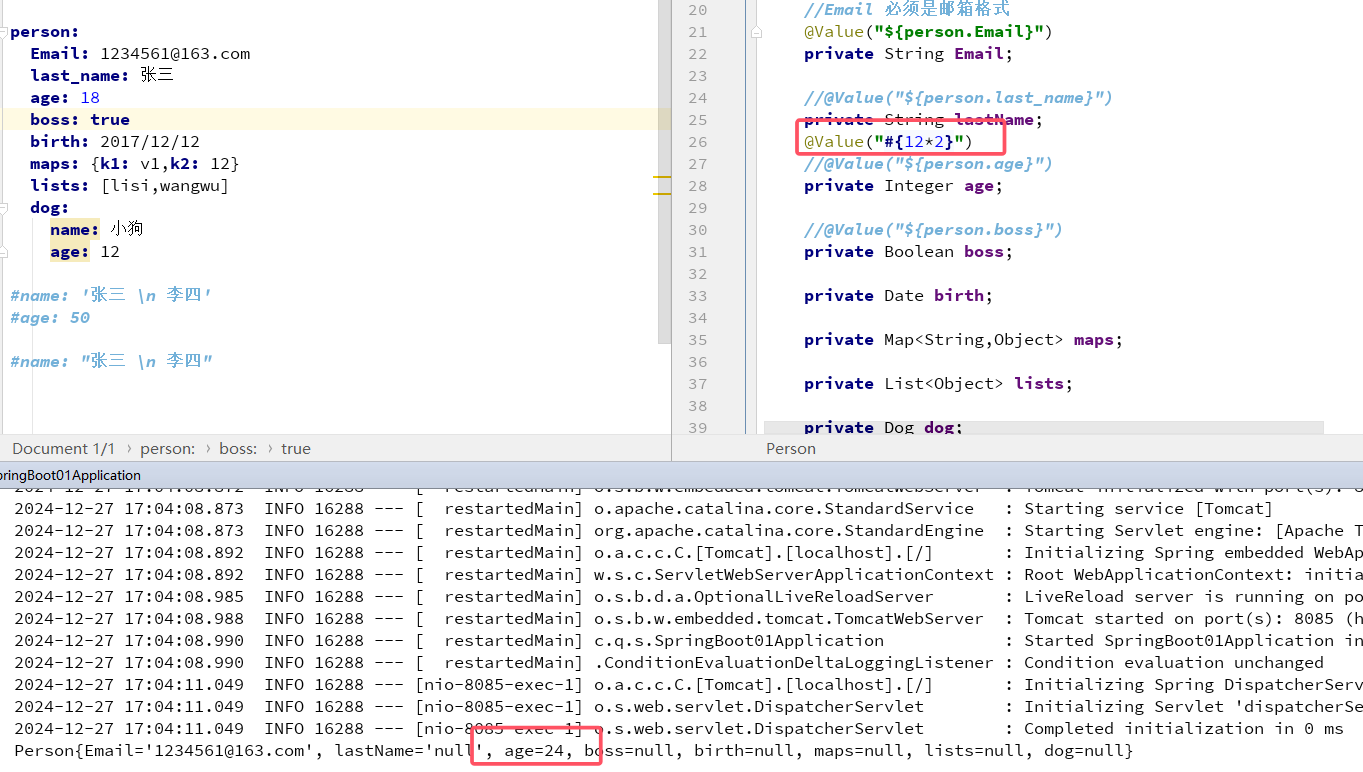 person:
Email: 1234561@163.com
last_name: 张三
age: 18
boss: true
birth: 2017/12/12
maps: {k1: v1,k2: 12}
lists: [lisi,wangwu]
dog:
name: 小狗
age: 12
#name: '张三 \n 李四'
#age: 50
#name: "张三 \n 李四"
Document 1/1 › person: › boss: › true
20 //Email 必须是邮箱格式
21 @Value("${person.Email}")
22 private String Email;
23
24 //@Value("${person.last_name}")
25 private String lastName;
26 @Value("#{12*2}")
27 //@Value("${person.age}")
28 private Integer age;
29
30 //@Value("${person.boss}")
31 private Boolean boss;
32
33 private Date birth;
34
35 private Map<String,Object> maps;
36
37 private List<Object> lists;
38
39 private Dog dog;
Person
pringBoot01Application
2024-12-27 17:04:08.872 INFO 16288 --- [ restartedMain] o.s.b.w.embedded.tomcat.TomcatWebServer : Tomcat initialized with port(s):
2024-12-27 17:04:08.873 INFO 16288 --- [ restartedMain] o.apache.catalina.core.StandardService : Starting service [Tomcat]
2024-12-27 17:04:08.873 INFO 16288 --- [ restartedMain] org.apache.catalina.core.StandardEngine : Starting Servlet engine: [Apache T
2024-12-27 17:04:08.892 INFO 16288 --- [ restartedMain] o.a.c.c.C.[Tomcat].[localhost].[/] : Initializing Spring embedded WebAp
2024-12-27 17:04:08.892 INFO 16288 --- [ restartedMain] w.s.c.ServletWebServerApplicationContext : Root WebApplicationContext: initia
2024-12-27 17:04:08.985 INFO 16288 --- [ restartedMain] o.s.b.d.a.OptionalLiveReloadServer : LiveReload server is running on po
2024-12-27 17:04:08.988 INFO 16288 --- [ restartedMain] o.s.b.w.embedded.tomcat.TomcatWebServer : Tomcat started on port(s): 8085 (h
2024-12-27 17:04:08.990 INFO 16288 --- [ restartedMain] c.q.s.SpringBoot01Application : Started SpringBoot01Application in
2024-12-27 17:04:08.990 INFO 16288 --- [ restartedMain] .ConditionEvaluationDeltaLoggingListener : Condition evaluation unchanged
2024-12-27 17:04:11.049 INFO 16288 --- [nio-8085-exec-1] o.a.c.c.C.[Tomcat].[localhost].[/] : Initializing Spring DispatcherServ
2024-12-27 17:04:11.049 INFO 16288 --- [nio-8085-exec-1] o.s.web.servlet.DispatcherServlet : Initializing Servlet 'dispatcherSe
2024-12-27 17:04:11.049 INFO 16288 --- [nio-8085-exec-1] o.s.web.servlet.DispatcherServlet : Completed initialization in 0 ms
Person{Email='1234561@163.com', lastName='null', age=24, boss=null, birth=null, maps=null, lists=null, dog=null}